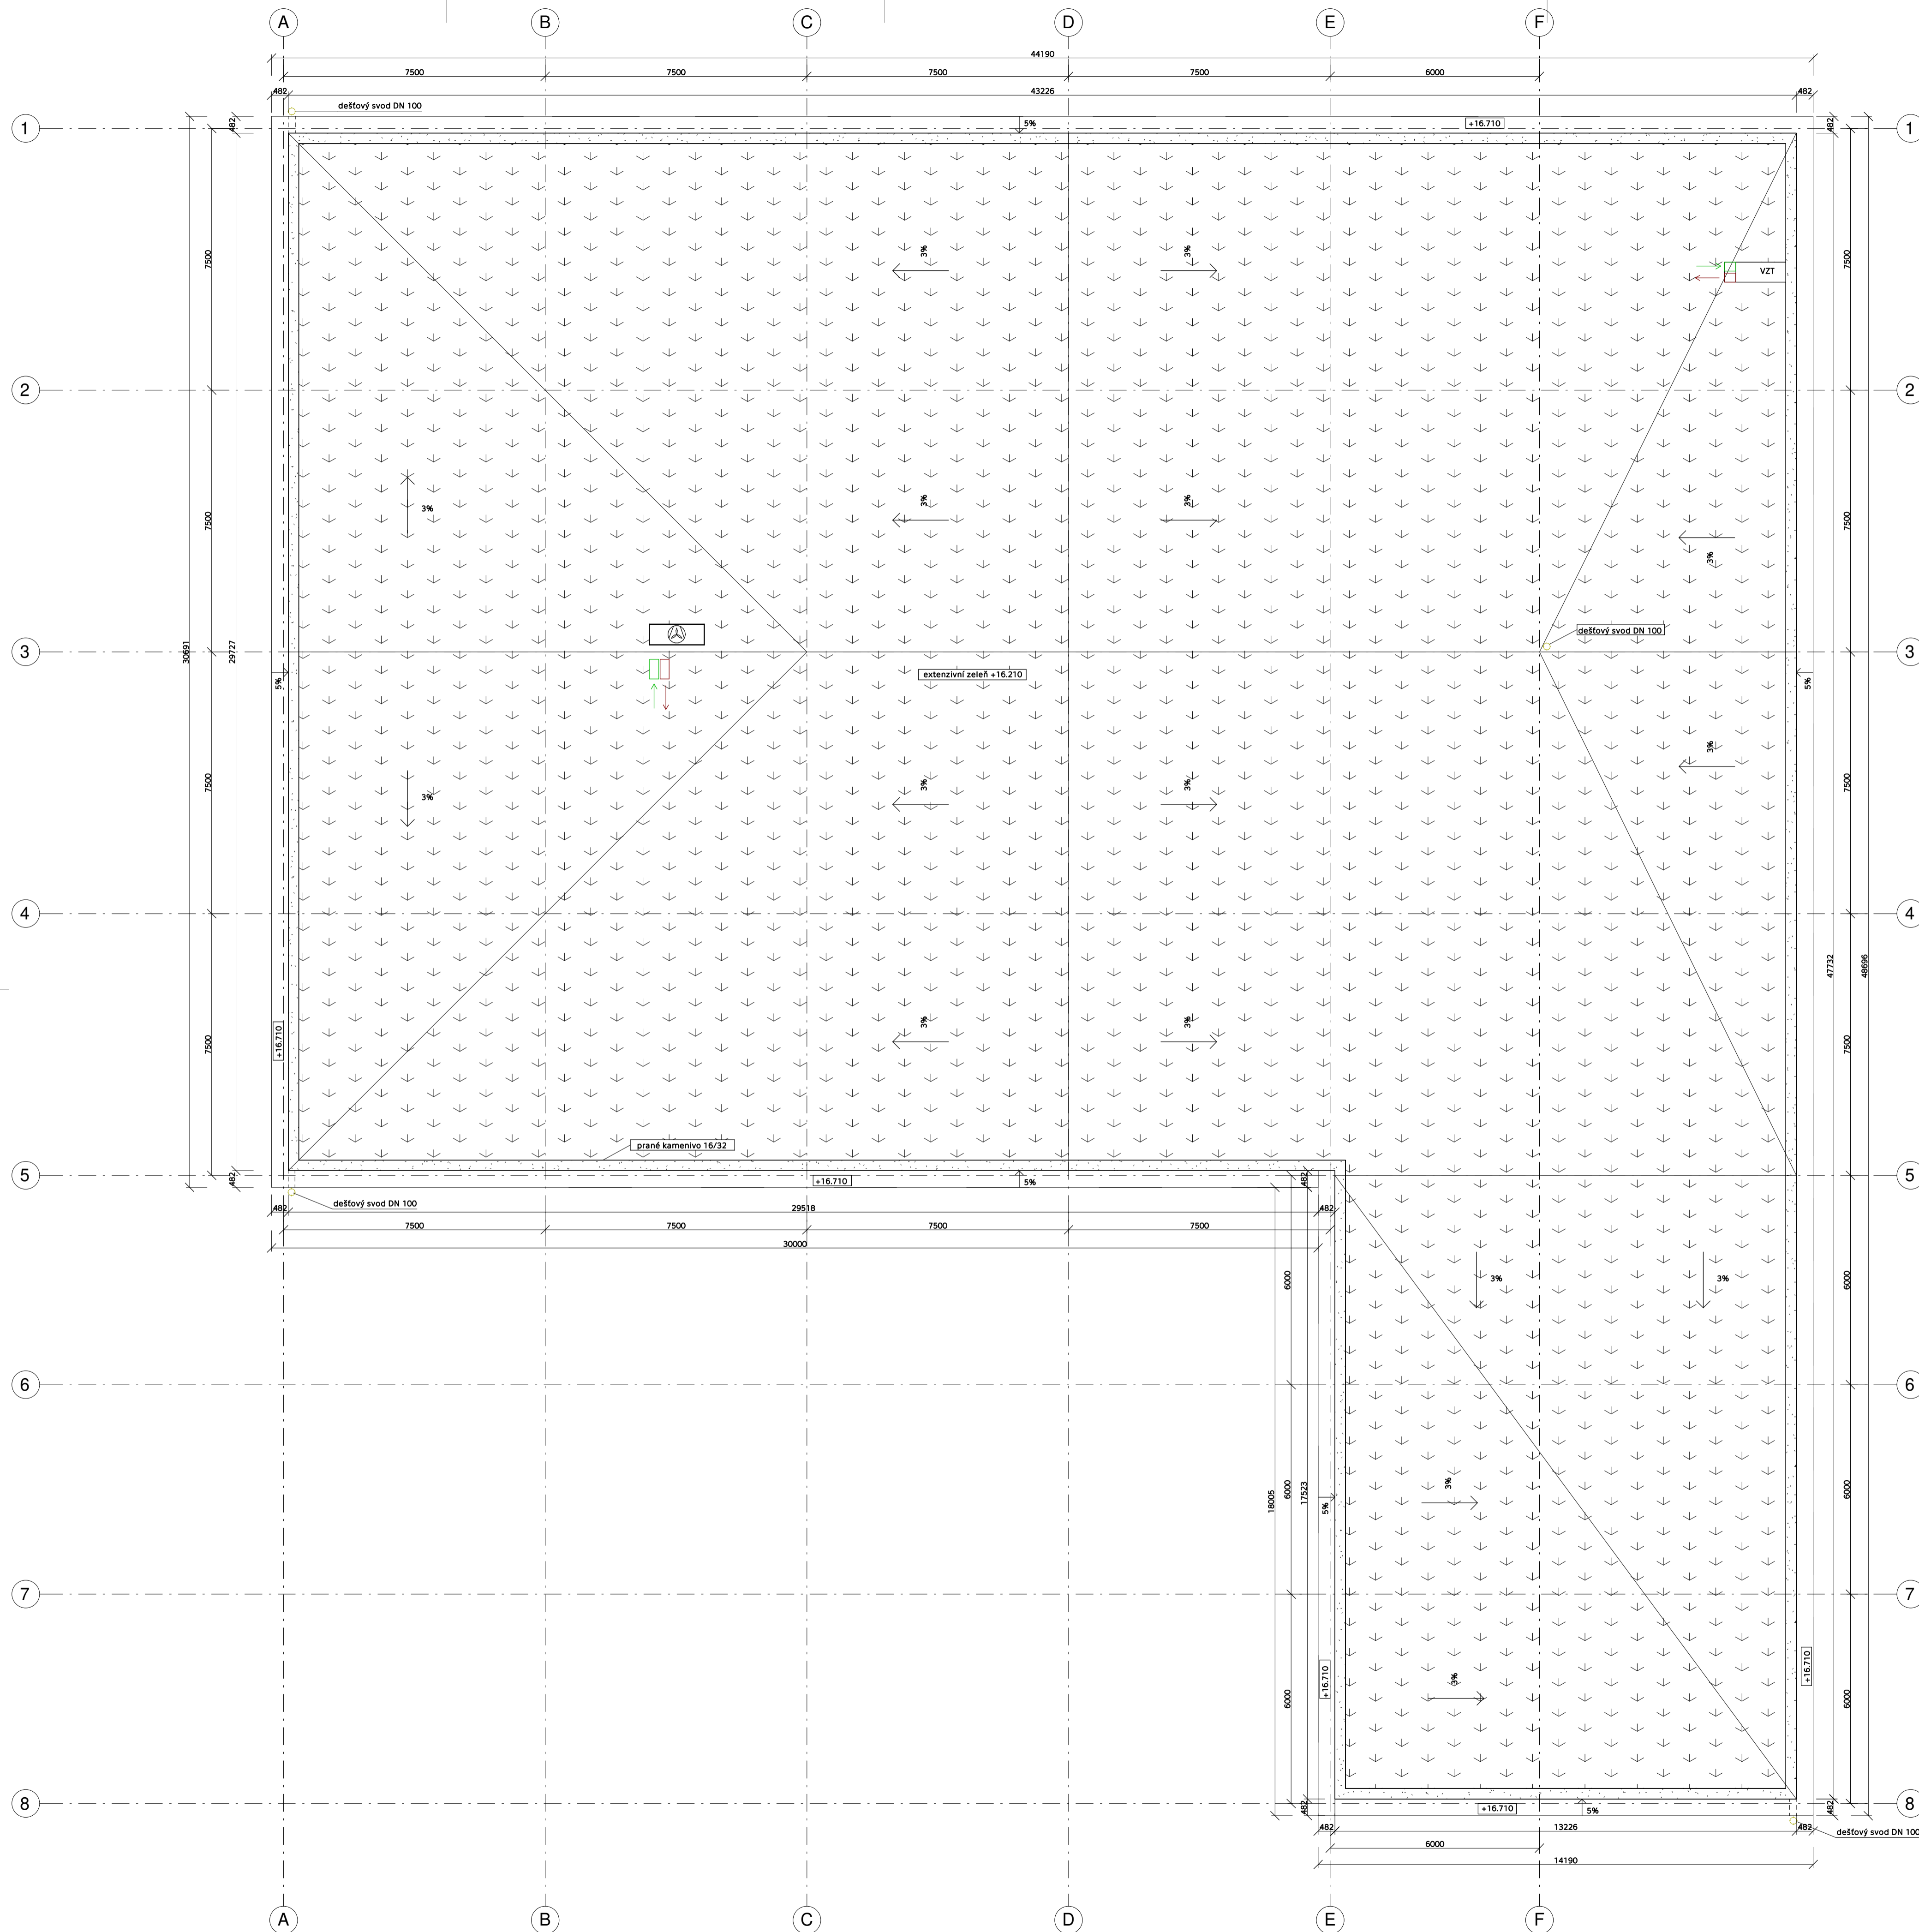 A B C D E F
44190
7500 7500 7500 7500 6000
482 43226 482
dešťový svod DN 100
1 482 5% +16.710 482 1
7500 3% 3% 7500
VZT
2 2
7500 3% 3% 3% 7500
3%
dešťový svod DN 100
3 30691 29727 3
5% extenzivní zeleň +16.210 5%
3%
7500 3% 3% 3% 7500
4 4
47732 48696
+16.710 7500 3% 3% 7500
prané kamenivo 16/32
5 482 +16.710 5% 482 5
dešťový svod DN 100
482 29518 482
7500 7500 7500 7500
30000
6000 3% 3% 6000
6 6
18005 6000 17523 5% 3% 6000
7 7
+16.710 3% +16.710
6000 6000
8 482 +16.710 5% 482 8
482 13226 482
dešťový svod DN 100
6000
14190
A B C D E F